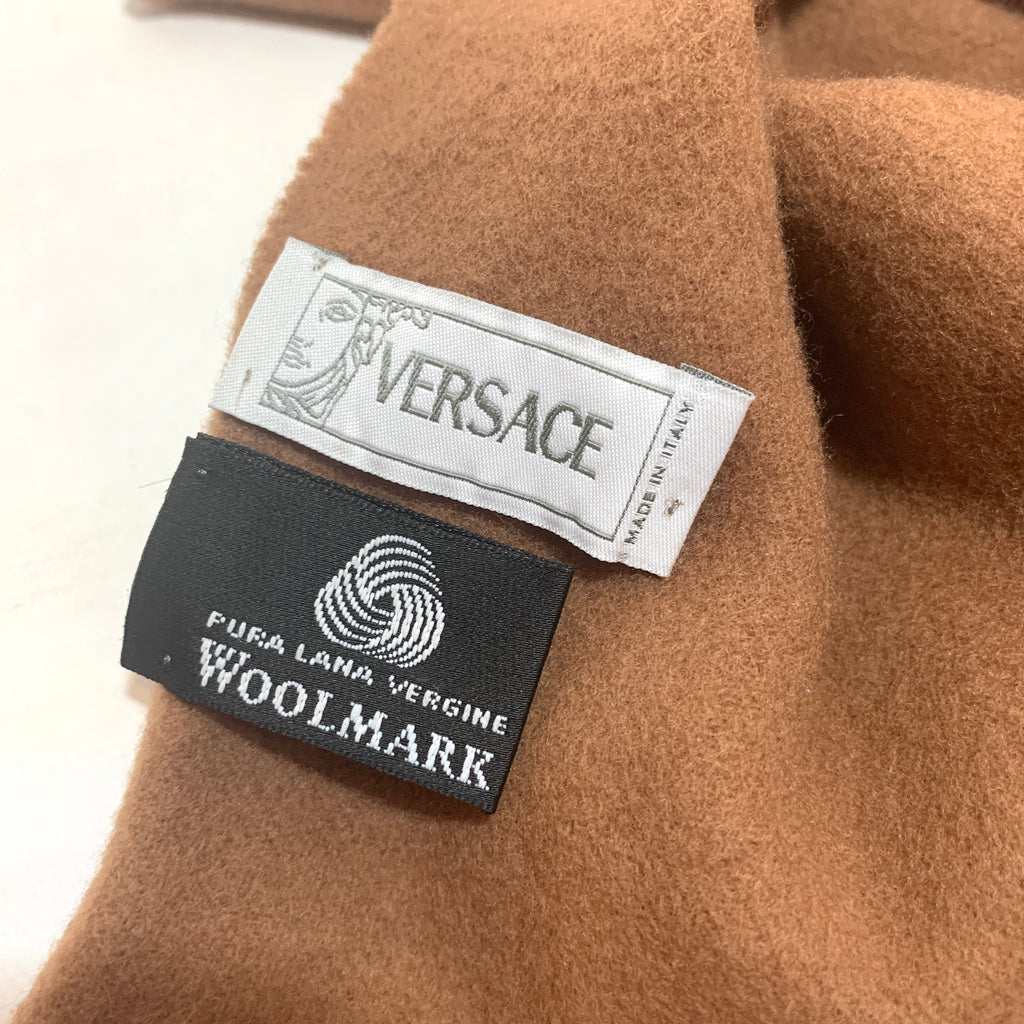 VERSACE
MADE IN ITALY
PURA LANA VERGINE
WOOLMARK